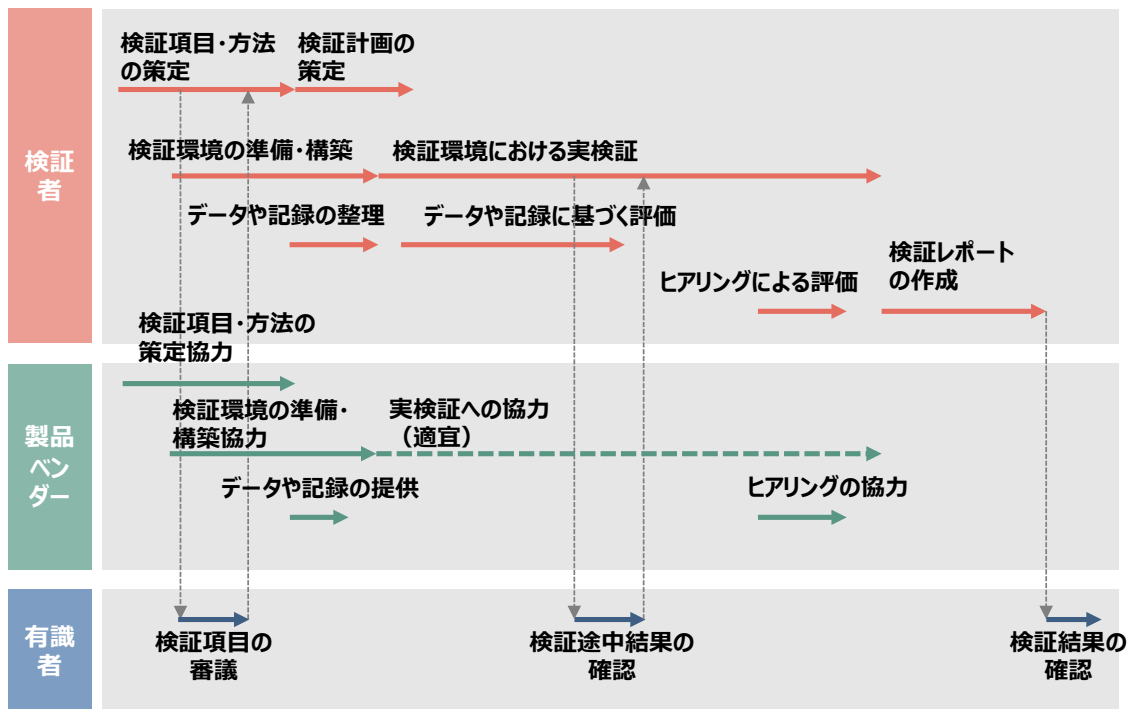 検証
者
検証項目・方法
の策定
検証計画の
策定
検証環境の準備・構築
検証環境における実検証
データや記録の整理
データや記録に基づく評価
ヒアリングによる評価
検証レポート
の作成
製品
ベン
ダー
検証項目・方法の
策定協力
検証環境の準備・
構築協力
実検証への協力
（適宜）
データや記録の提供
ヒアリングの協力
有識
者
検証項目の
審議
検証途中結果の
確認
検証結果の
確認